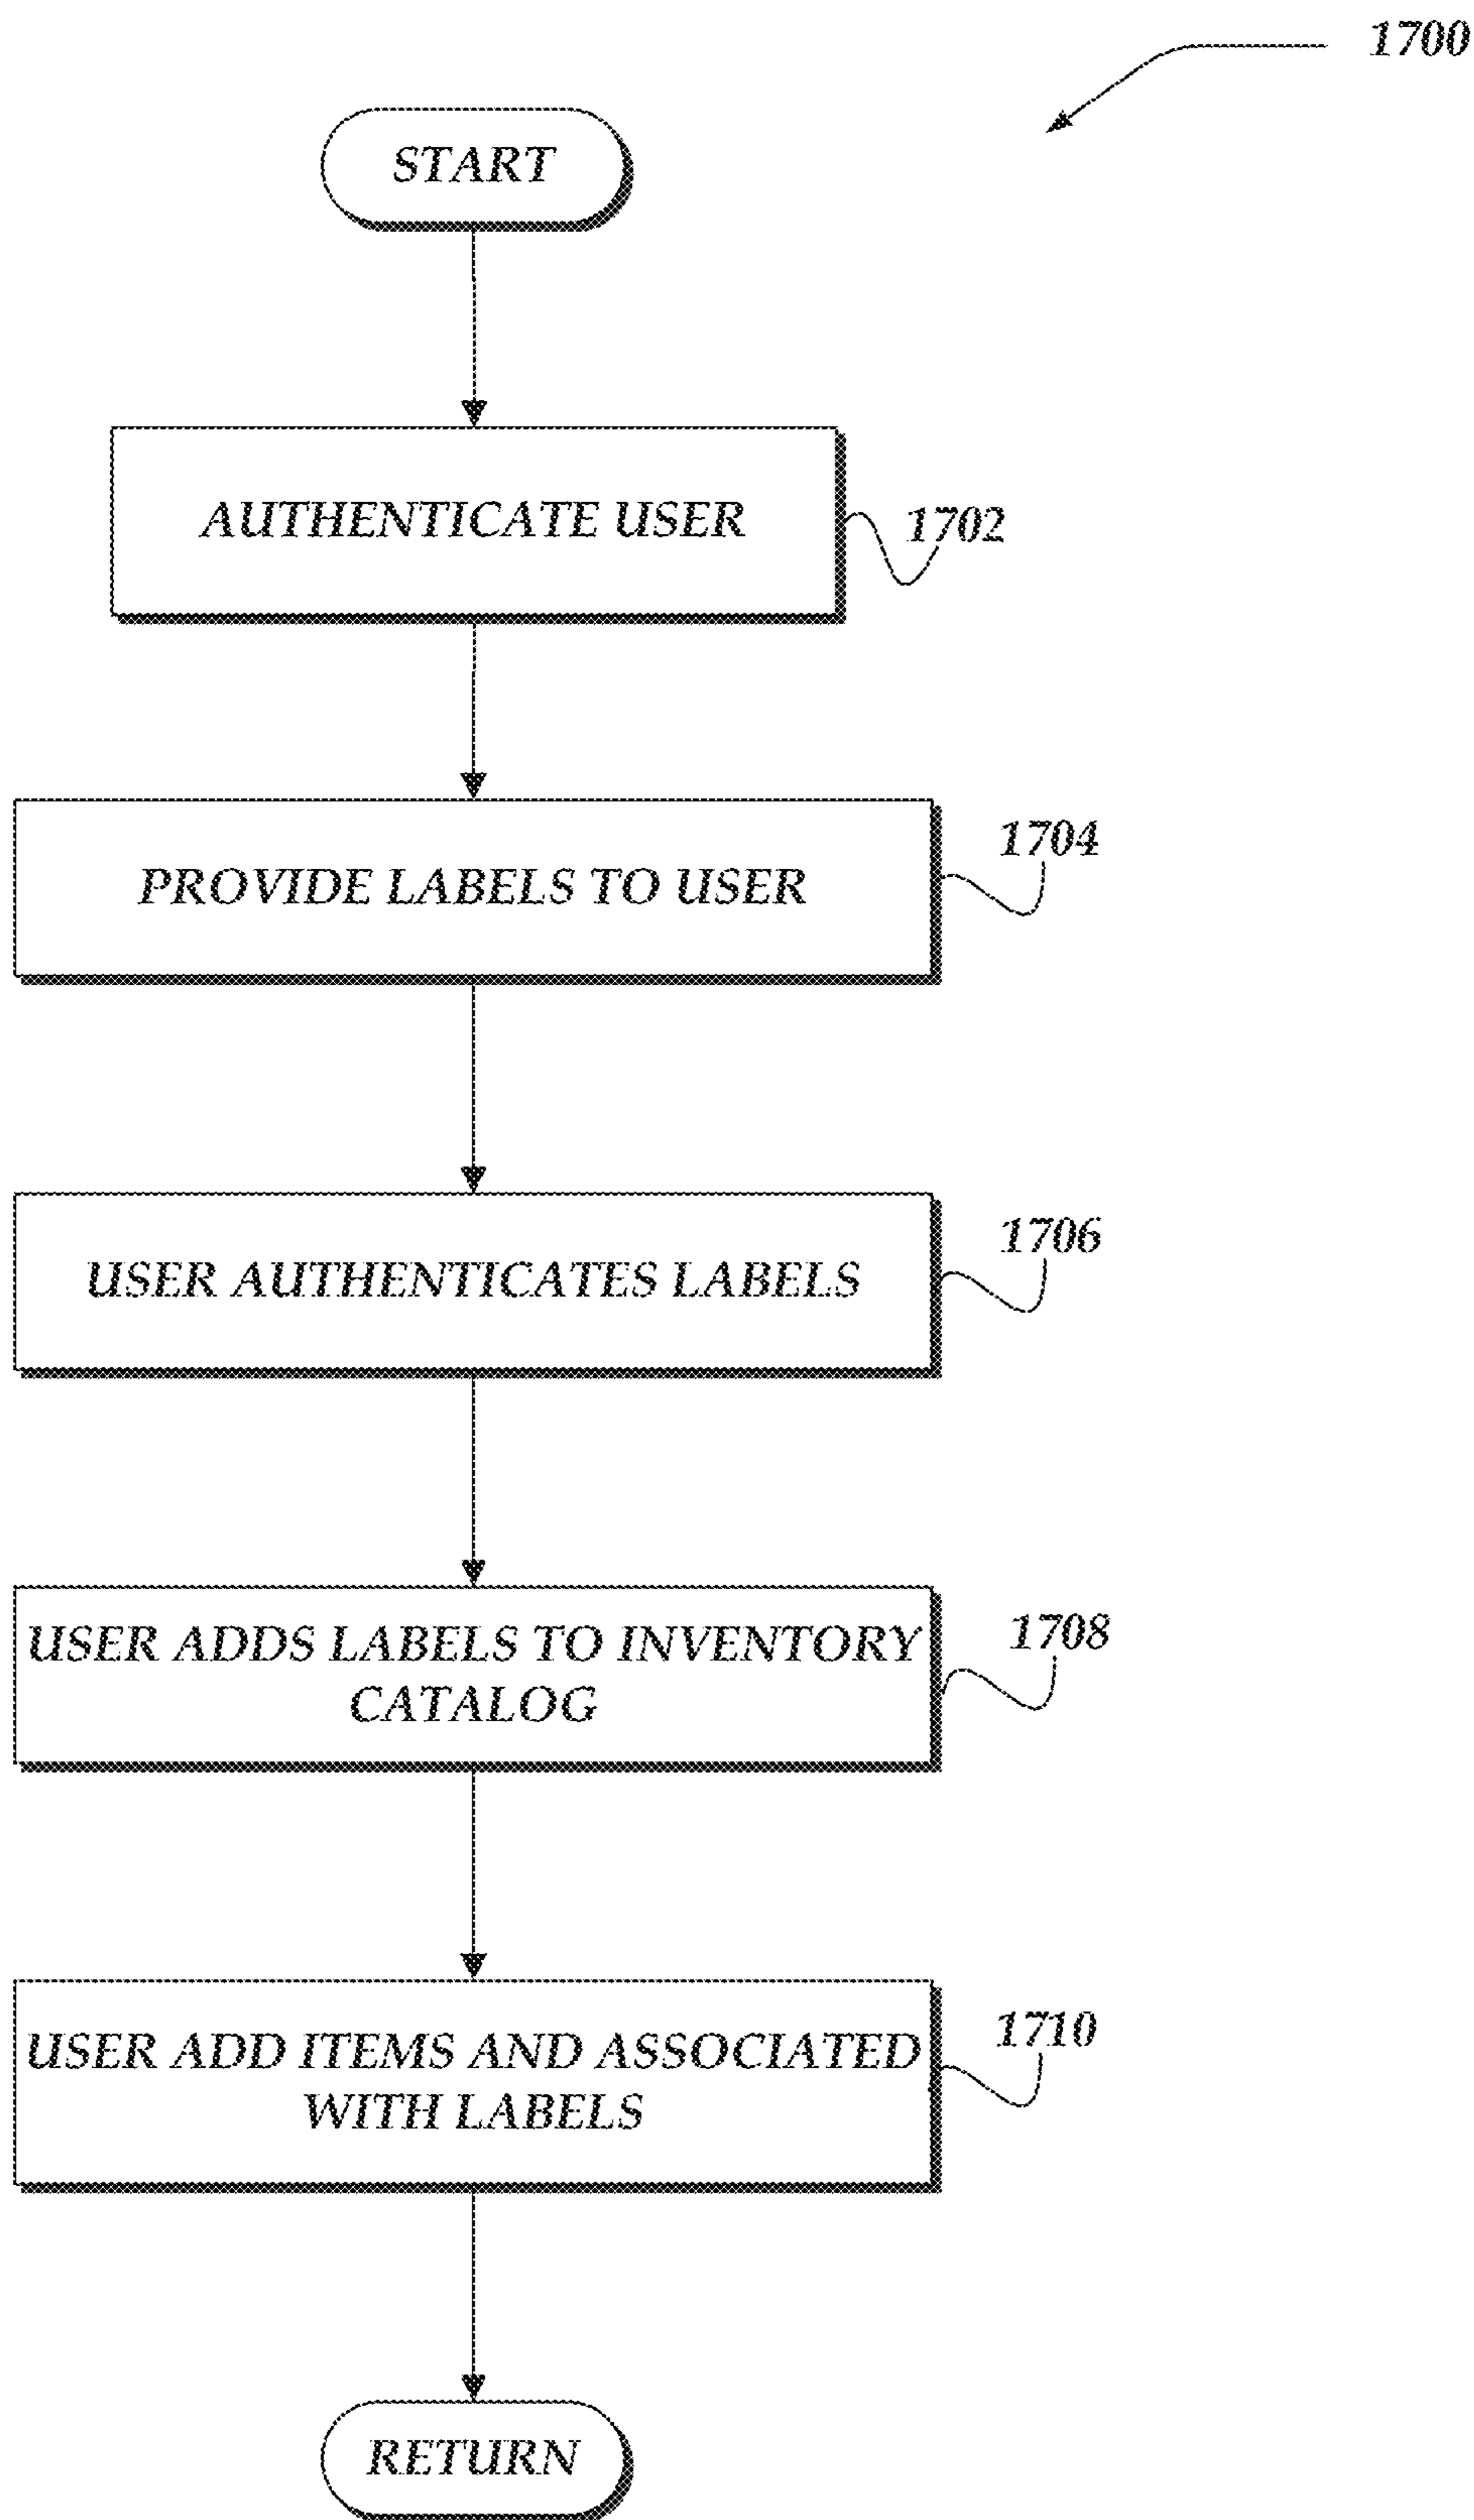 1700
START
AUTHENTICATE USER
1702
PROVIDE LABELS TO USER
1704
USER AUTHENTICATES LABELS
1706
USER ADDS LABELS TO INVENTORY
CATALOG
1708
USER ADD ITEMS AND ASSOCIATED
WITH LABELS
1710
RETURN